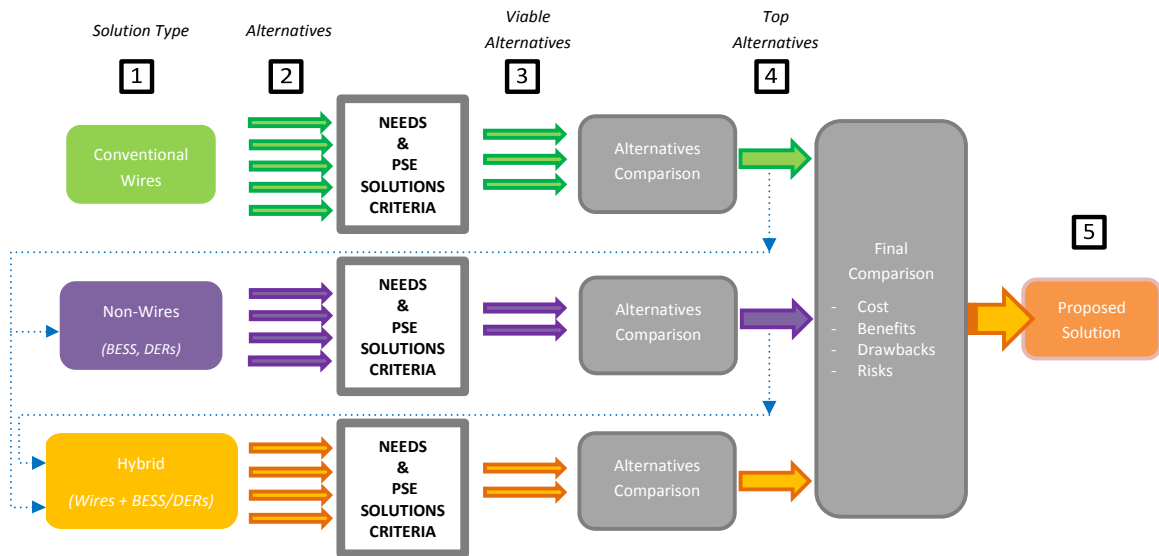 Solution Type
Alternatives
Viable
Alternatives
Top
Alternatives
1
2
3
4
Conventional
Wires
NEEDS
&
PSE
SOLUTIONS
CRITERIA
Alternatives
Comparison
Non-Wires
(BESS, DERs)
NEEDS
&
PSE
SOLUTIONS
CRITERIA
Alternatives
Comparison
Hybrid
(Wires + BESS/DERs)
NEEDS
&
PSE
SOLUTIONS
CRITERIA
Alternatives
Comparison
Final
Comparison
- Cost
- Benefits
- Drawbacks
- Risks
5
Proposed
Solution